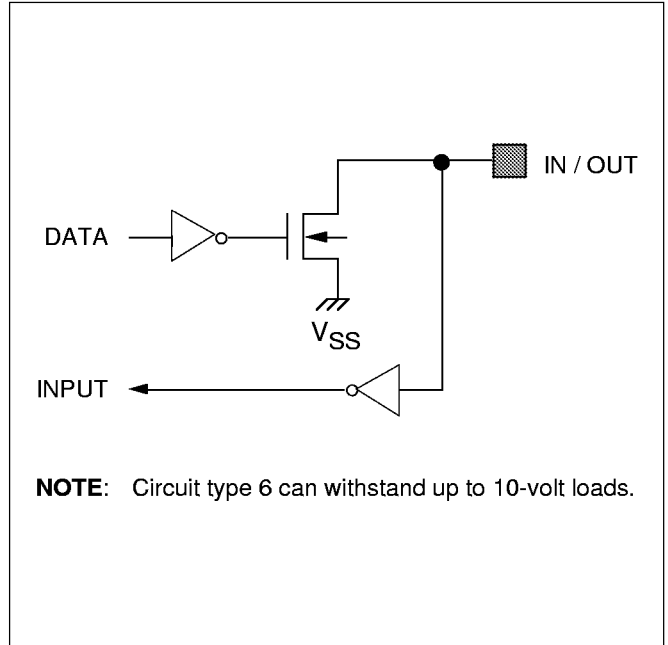 IN / OUT
DATA
VSS
INPUT
NOTE: Circuit type 6 can withstand up to 10-volt loads.